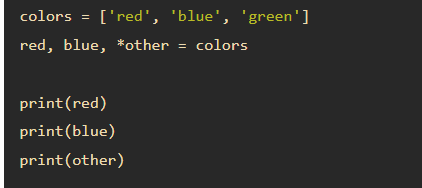 colors = ['red', 'blue', 'green']
red, blue, *other = colors
print(red)
print(blue)
print(other)